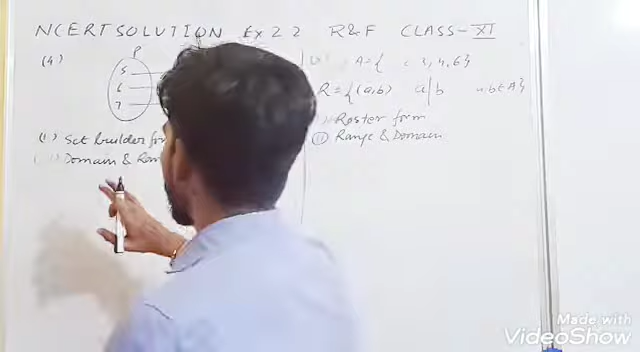 NCERT SOLUTION Ex 2.2 R&F CLASS-XI
(4) P
5
6
7
(i) Set builder for
Domain & Ran
A={ 3,4,6}
R={(a,b) a|b a,b∈A}
Roster form
(ii) Range & Domain
Made with
VideoShow